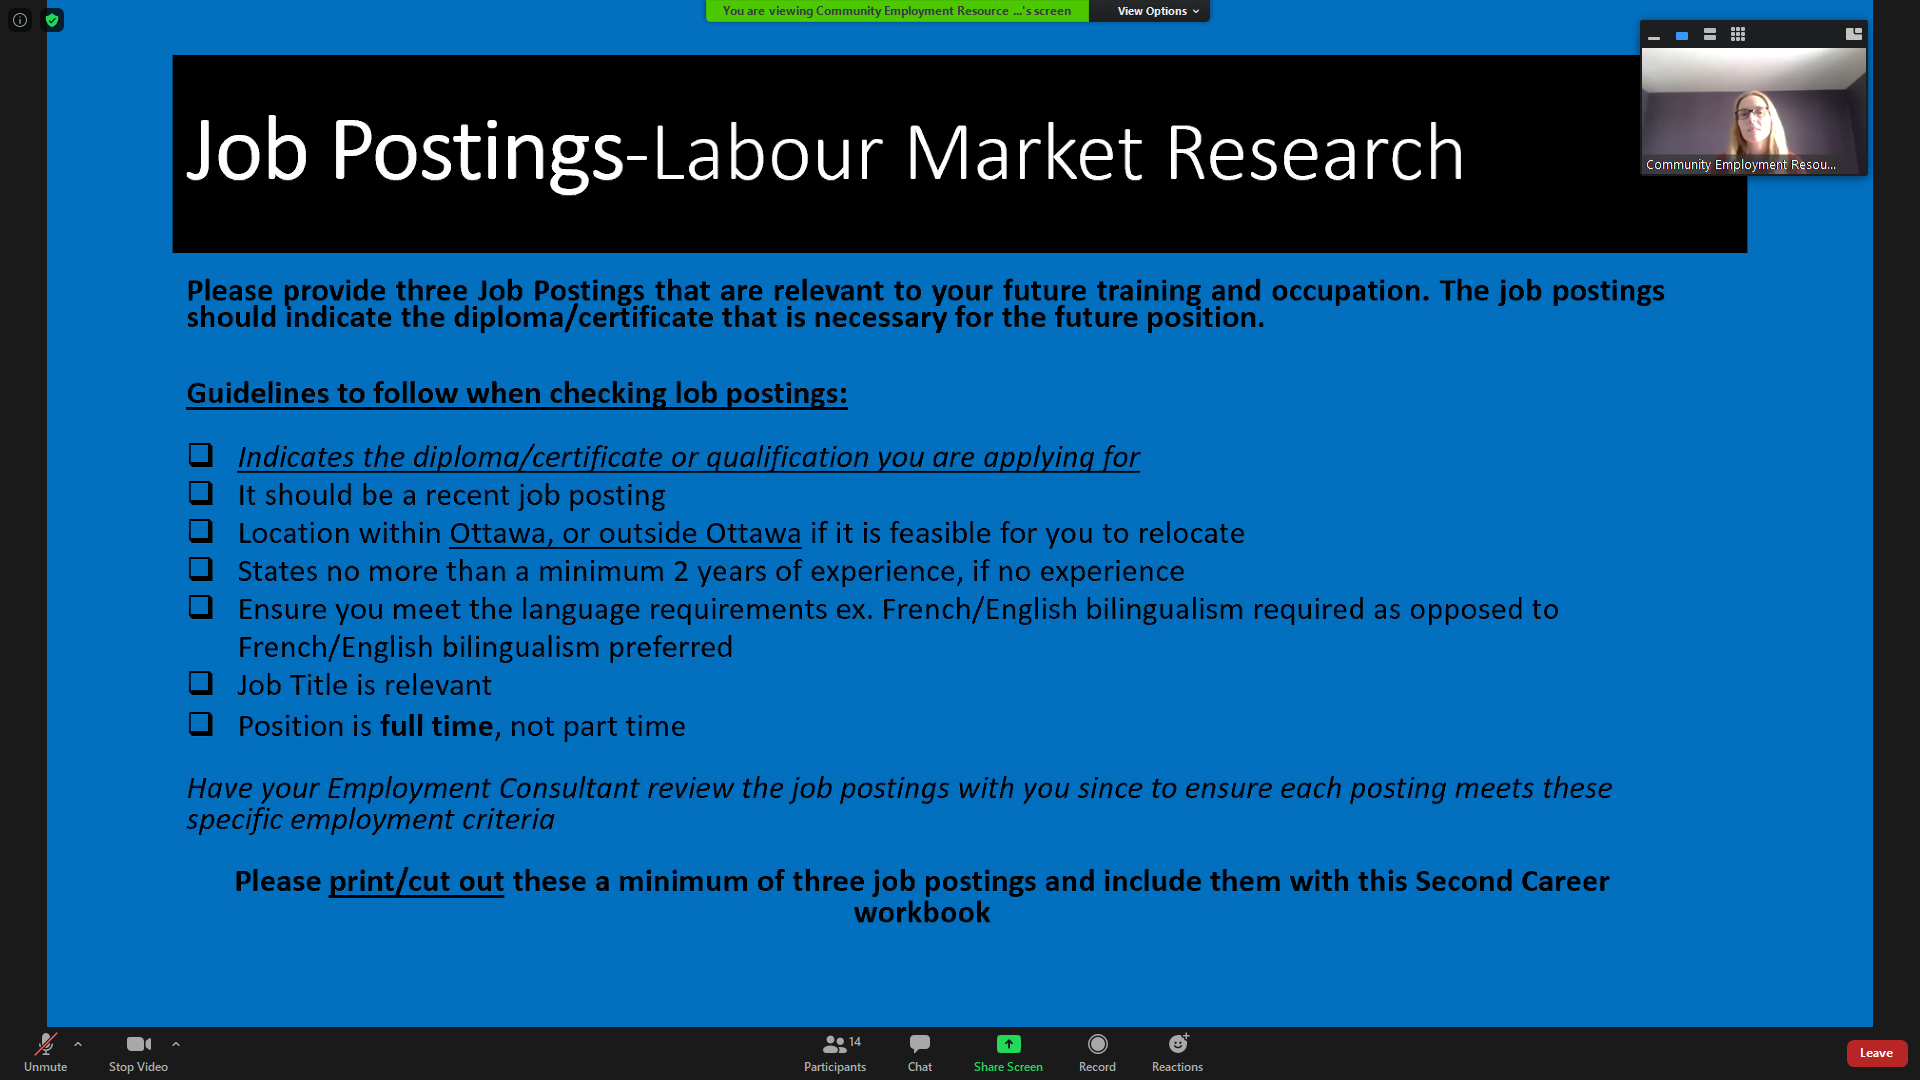 You are viewing Community Employment Resource ...'s screen
View Options
Community Employment Resou...
Job Postings-Labour Market Research
Please provide three Job Postings that are relevant to your future training and occupation. The job postings
should indicate the diploma/certificate that is necessary for the future position.
Guidelines to follow when checking lob postings:
Indicates the diploma/certificate or qualification you are applying for
It should be a recent job posting
Location within Ottawa, or outside Ottawa if it is feasible for you to relocate
States no more than a minimum 2 years of experience, if no experience
Ensure you meet the language requirements ex. French/English bilingualism required as opposed to
French/English bilingualism preferred
Job Title is relevant
Position is full time, not part time
Have your Employment Consultant review the job postings with you since to ensure each posting meets these
specific employment criteria
Please print/cut out these a minimum of three job postings and include them with this Second Career
workbook
Unmute
Stop Video
14
Participants
Chat
Share Screen
Record
Reactions
Leave